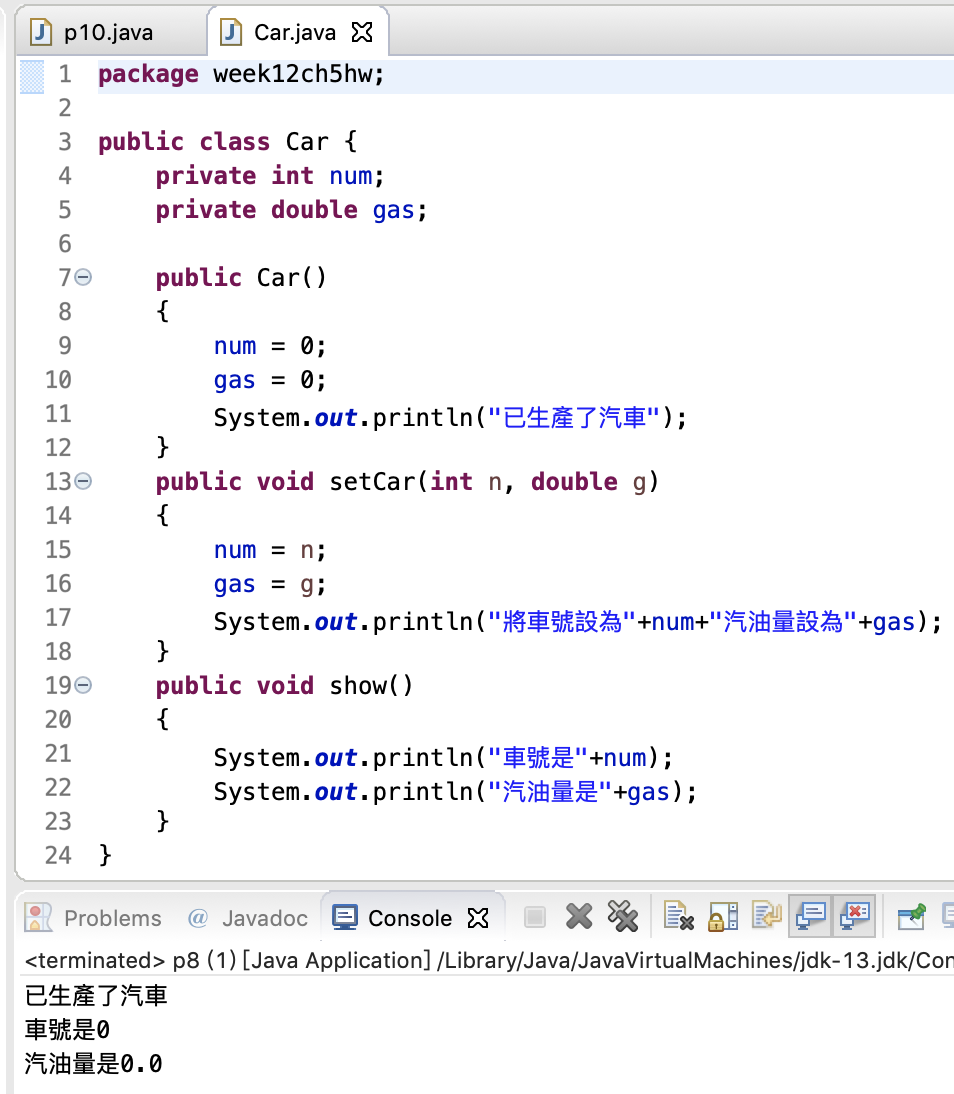 p10.java Car.java
1 package week12ch5hw;
2
3 public class Car {
4 private int num;
5 private double gas;
6
7 public Car()
8 {
9 num = 0;
10 gas = 0;
11 System.out.println("已生產了汽車");
12 }
13 public void setCar(int n, double g)
14 {
15 num = n;
16 gas = g;
17 System.out.println("將車號設為"+num+"汽油量設為"+gas);
18 }
19 public void show()
20 {
21 System.out.println("車號是"+num);
22 System.out.println("汽油量是"+gas);
23 }
24 }
Problems @ Javadoc Console
<terminated> p8 (1) [Java Application] /Library/Java/JavaVirtualMachines/jdk-13.jdk/Con
已生產了汽車
車號是0
汽油量是0.0